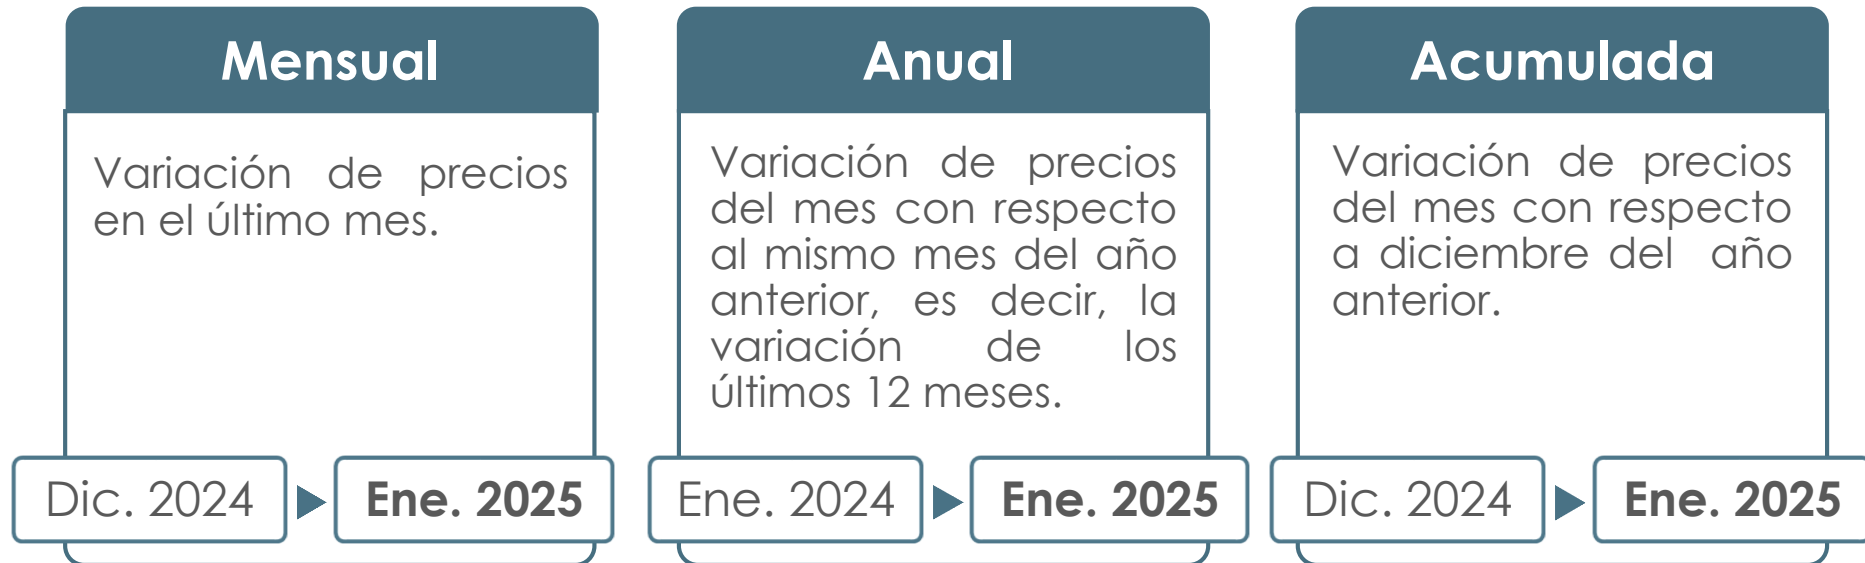 Mensual
Variación de precios
en el último mes.
Dic. 2024
Ene. 2025
Anual
Variación de precios
del mes con respecto
al mismo mes del año
anterior, es decir, la
variación de los
últimos 12 meses.
Ene. 2024
Ene. 2025
Acumulada
Variación de precios
del mes con respecto
a diciembre del año
anterior.
Dic. 2024
Ene. 2025